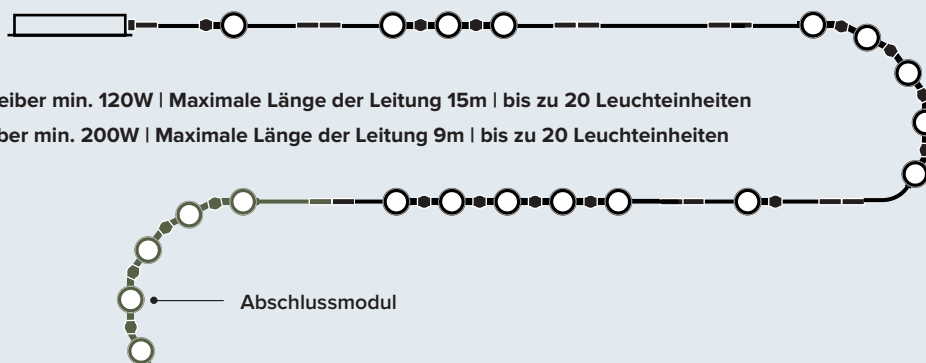 eiber min. 120W | Maximale Länge der Leitung 15m | bis zu 20 Leuchteinheiten
ber min. 200W | Maximale Länge der Leitung 9m | bis zu 20 Leuchteinheiten
Abschlussmodul